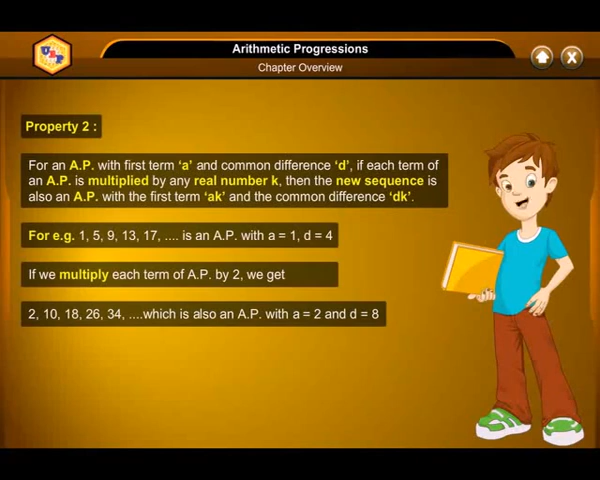 Arithmetic Progressions
Chapter Overview
Property 2 :
For an A.P. with first term ‘a’ and common difference ‘d’, if each term of
an A.P. is multiplied by any real number k, then the new sequence is
also an A.P. with the first term ‘ak’ and the common difference ‘dk’.
For e.g. 1, 5, 9, 13, 17, .... is an A.P. with a = 1, d = 4
If we multiply each term of A.P. by 2, we get
2, 10, 18, 26, 34, ....which is also an A.P. with a = 2 and d = 8
X